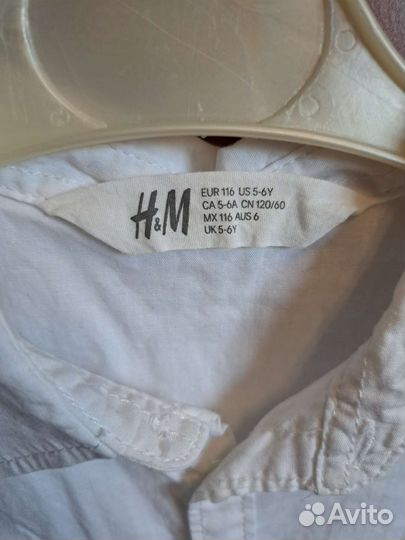 H&M
EUR 116 US 5-6Y
CA 5-6A CN 120/60
MX 116 AUS 6
UK 5-6Y
Avito